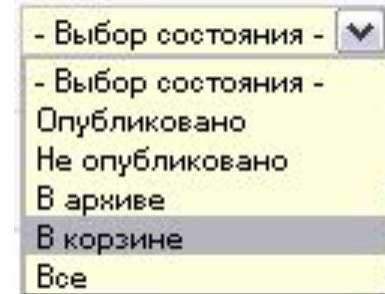 - Выбор состояния -
- Выбор состояния -
Опубликовано
Не опубликовано
В архиве
В корзине
Все